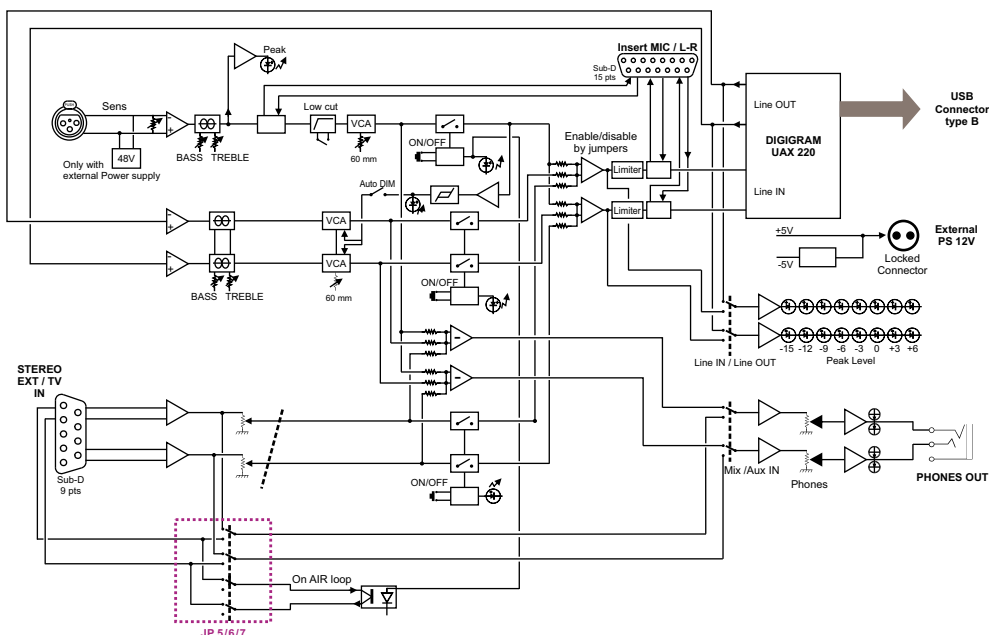 Peak
Insert MIC / L-R
Sub-D
15 pts
Sens
Low cut
VCA
48V
Only with
external Power supply
BASS TREBLE
60 mm
ON/OFF
Enable/disable
by jumpers
Limiter
Limiter
Line OUT
DIGIGRAM
UAX 220
Line IN
USB
Connector
type B
Auto DIM
VCA
VCA
BASS TREBLE
60 mm
ON/OFF
+5V
-5V
External
PS 12V
Locked
Connector
-15 -12 -9 -6 -3 0 +3 +6
Peak Level
Line IN / Line OUT
STEREO
EXT / TV
IN
Sub-D
9 pts
ON/OFF
Mix /Aux IN
Phones
PHONES OUT
On AIR loop
JP 5/6/7